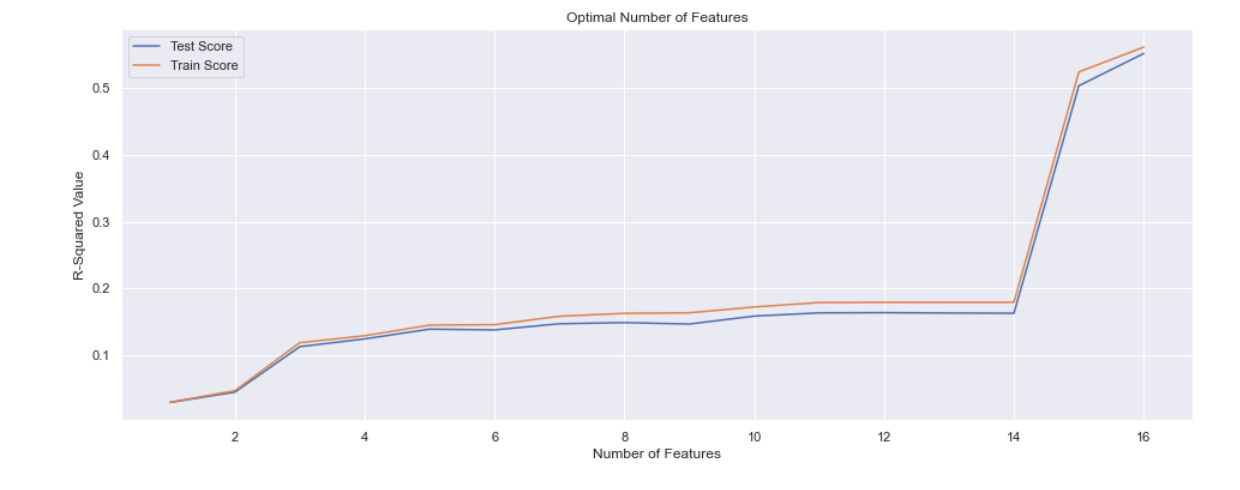 Optimal Number of Features
Test Score
Train Score
0.5
0.4
0.3
0.2
0.1
R-Squared Value
2 4 6 8 10 12 14 16
Number of Features